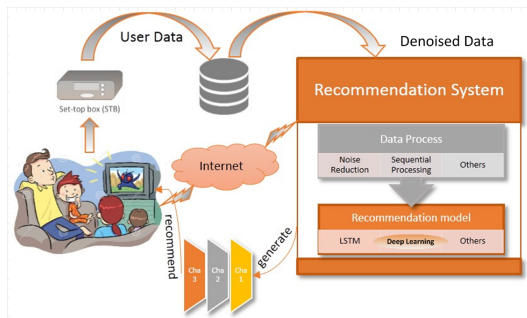 User Data
Denoised Data
Set-top box (STB)
Recommendation System
Data Process
Noise
Reduction
Sequential
Processing
Others
Internet
Recommendation model
LSTM
Deep Learning
Others
recommend
generate
Cha
3
Cha
2
Cha
1